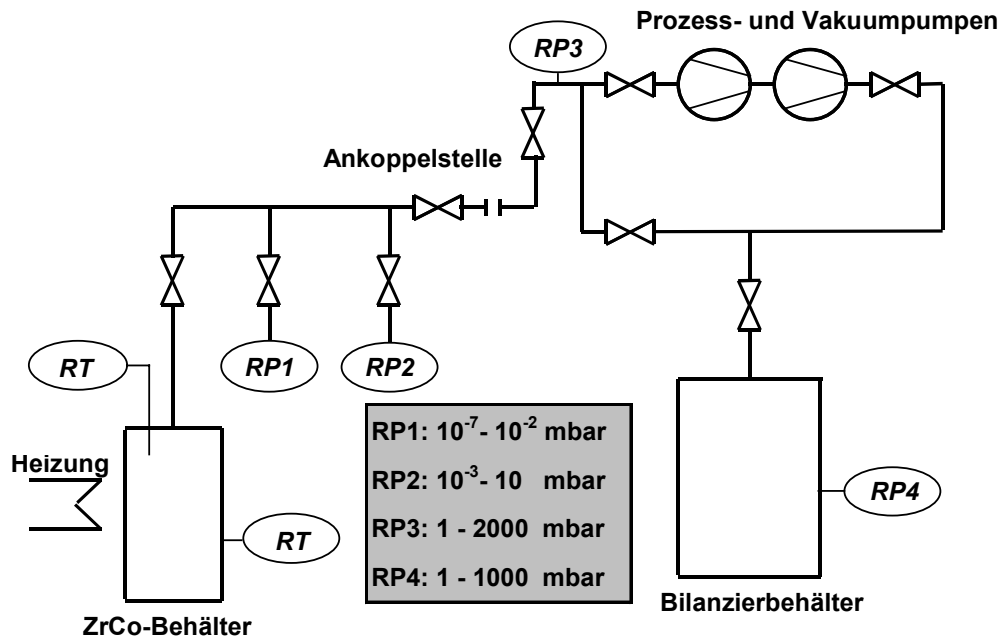 Prozess- und Vakuumpumpen
RP3
Ankoppelstelle
RT
RP1
RP2
RP1: 10⁻⁷- 10⁻² mbar
RP2: 10⁻³- 10 mbar
RP3: 1 - 2000 mbar
RP4: 1 - 1000 mbar
Heizung
RT
RP4
ZrCo-Behälter
Bilanzierbehälter